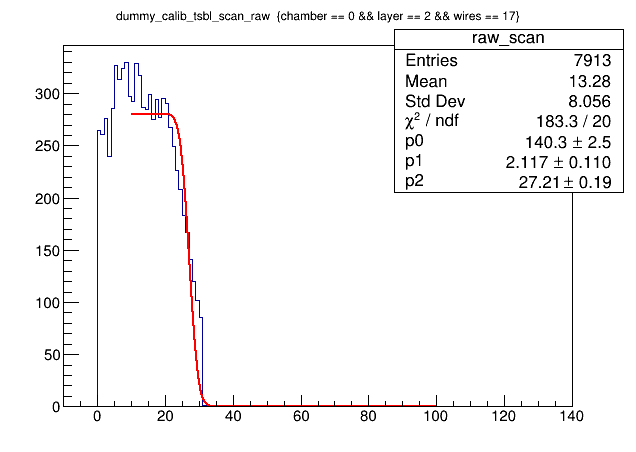 dummy_calib_tsbl_scan_raw {chamber == 0 && layer == 2 && wires == 17}
raw_scan
Entries 7913
Mean 13.28
Std Dev 8.056
χ² / ndf 183.3 / 20
p0 140.3 ± 2.5
p1 2.117 ± 0.110
p2 27.21 ± 0.19
300
250
200
150
100
50
0
0 20 40 60 80 100 120 140